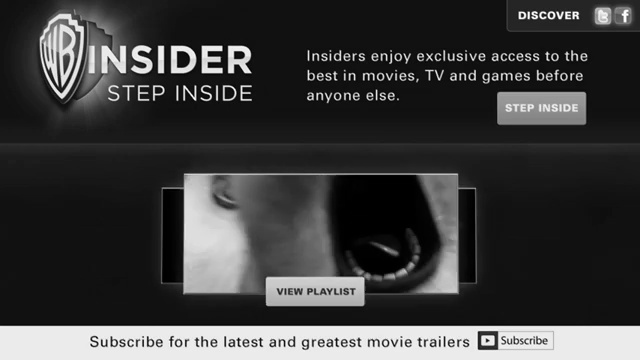 DISCOVER
WB
INSIDER
STEP INSIDE
Insiders enjoy exclusive access to the
best in movies, TV and games before
anyone else.
STEP INSIDE
VIEW PLAYLIST
Subscribe for the latest and greatest movie trailers
Subscribe